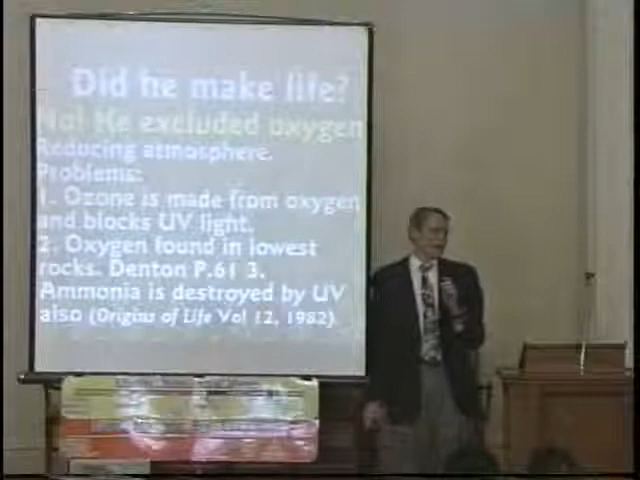 Did he make life?
No! He excluded oxygen
Reducing atmosphere.
Problems:
1. Ozone is made from oxygen
and blocks UV light.
2. Oxygen found in lowest
rocks. Denton P.61 3.
Ammonia is destroyed by UV
also (Origins of Life Vol 12, 1982).